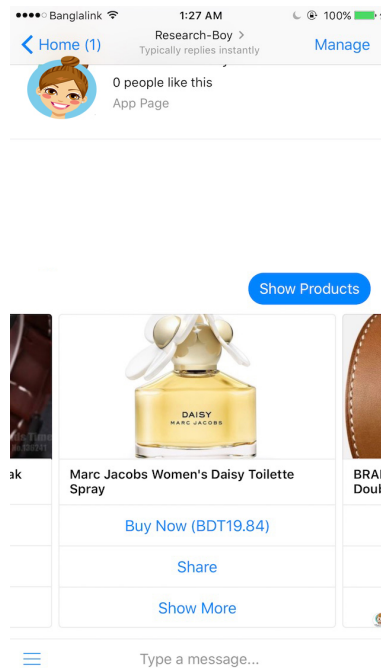 Banglalink 1:27 AM 100%
Home (1) Research-Boy Manage
Typically replies instantly
0 people like this
App Page
Show Products
DAISY
MARC JACOBS
Marc Jacobs Women's Daisy Toilette
Spray
Buy Now (BDT19.84)
Share
Show More
ak
BRA
Doub
Type a message...